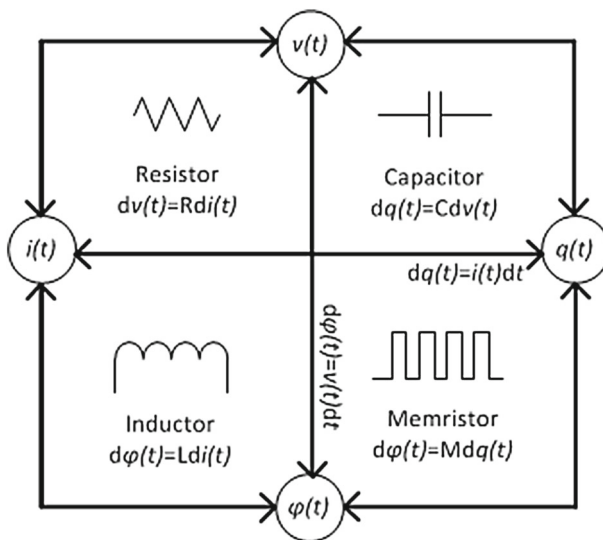 v(t)
Resistor
dv(t)=Rdi(t)
Capacitor
dq(t)=Cdv(t)
i(t)
q(t)
dq(t)=i(t)dt
dφ(t)=v(t)dt
Inductor
dφ(t)=Ldi(t)
Memristor
dφ(t)=Mdq(t)
φ(t)